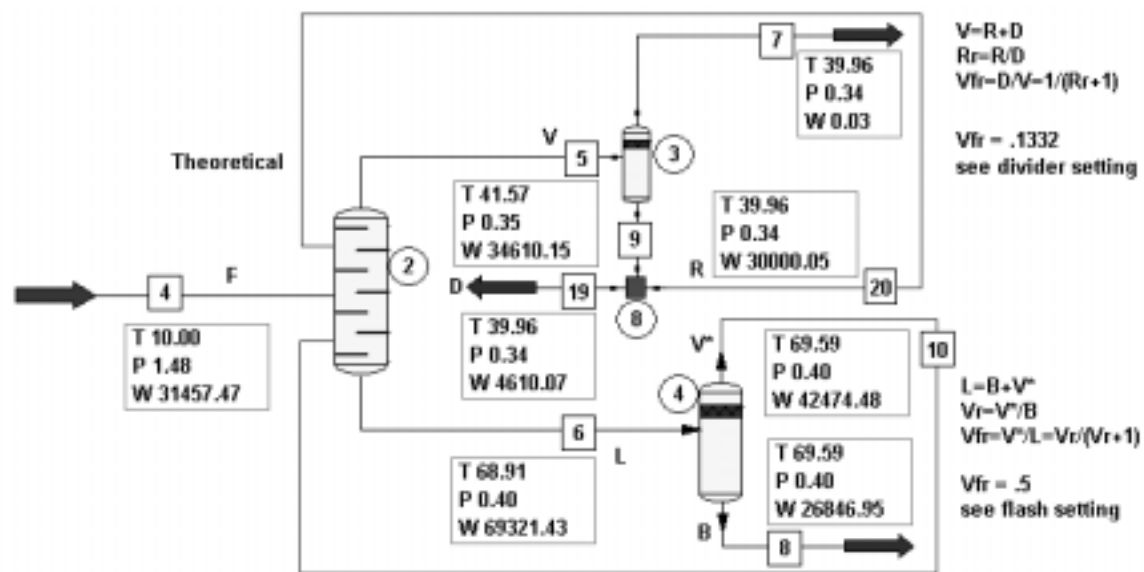 7
T 39.96
P 0.34
W 0.03
V=R+D
Rr=R/D
Vfr=D/V=1/(Rr+1)
Vfr = .1332
see divider setting
Theoretical
V
5
3
T 41.57
P 0.35
W 34610.15
9
T 39.96
P 0.34
W 30000.05
2
4
F
D
19
8
R
20
T 10.00
P 1.48
W 31457.47
T 39.96
P 0.34
W 4610.07
V"
10
4
T 69.59
P 0.40
W 42474.48
L=B+V"
Vr=V"/B
Vfr=V"/L=Vr/(Vr+1)
6
L
T 68.91
P 0.40
W 69321.43
T 69.59
P 0.40
W 26846.95
Vfr = .5
see flash setting
B
8